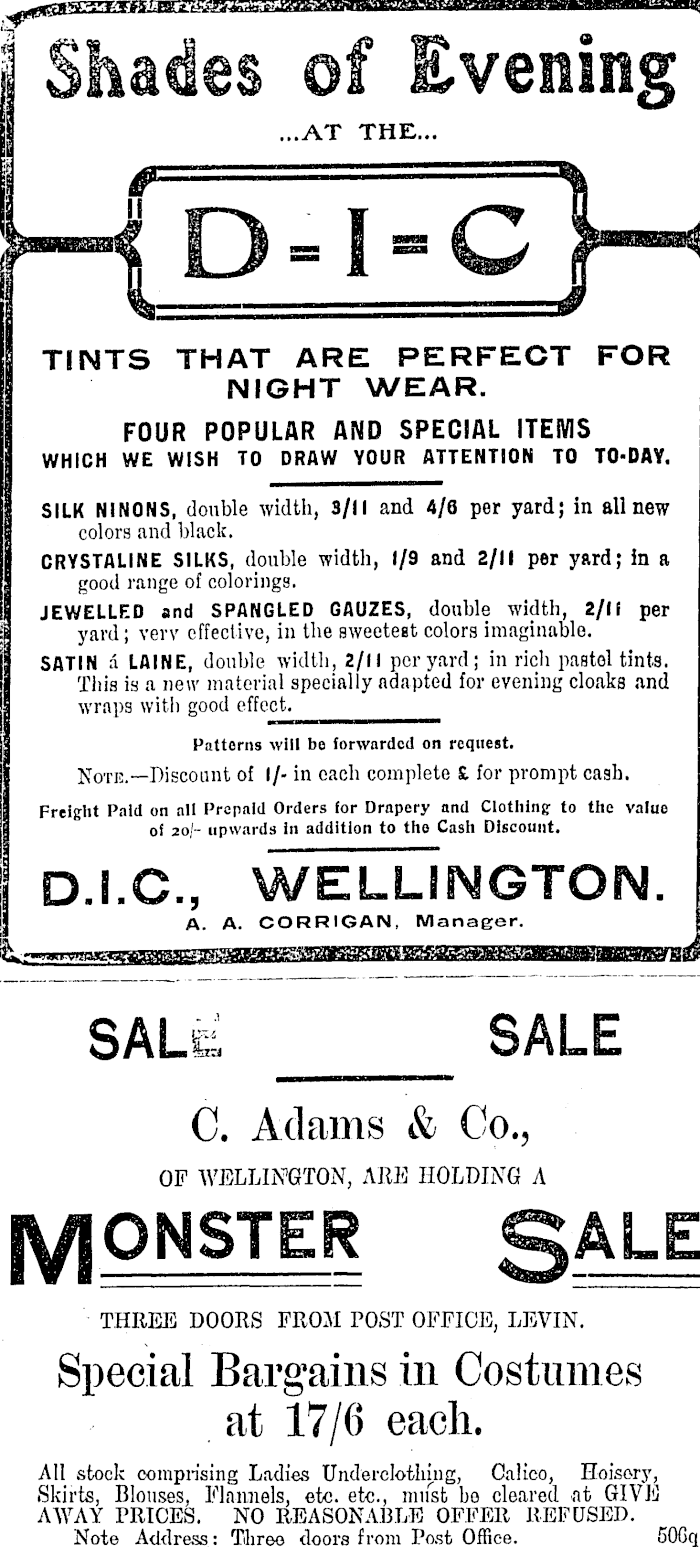 Shades of Evening
...AT THE...
D=I=C
TINTS THAT ARE PERFECT FOR
NIGHT WEAR.
FOUR POPULAR AND SPECIAL ITEMS
WHICH WE WISH TO DRAW YOUR ATTENTION TO TO-DAY.
SILK NINONS, double width, 3/11 and 4/6 per yard; in all new
colors and black.
CRYSTALINE SILKS, double width, 1/9 and 2/11 per yard; in a
good range of colorings.
JEWELLED and SPANGLED GAUZES, double width, 2/11 per
yard; very effective, in the sweetest colors imaginable.
SATIN á LAINE, double width, 2/11 per yard; in rich pastel tints.
This is a new material specially adapted for evening cloaks and
wraps with good effect.
Patterns will be forwarded on request.
NOTE.—Discount of 1/- in each complete £ for prompt cash.
Freight Paid on all Prepaid Orders for Drapery and Clothing to the value
of 20/- upwards in addition to the Cash Discount.
D.I.C., WELLINGTON.
A. A. CORRIGAN, Manager.
SALE SALE
C. Adams & Co.,
OF WELLINGTON, ARE HOLDING A
MONSTER SALE
THREE DOORS FROM POST OFFICE, LEVIN.
Special Bargains in Costumes
at 17/6 each.
All stock comprising Ladies Underclothing, Calico, Hoisery,
Skirts, Blouses, Flannels, etc. etc., must be cleared at GIVE
AWAY PRICES. NO REASONABLE OFFER REFUSED.
Note Address: Three doors from Post Office. 506q